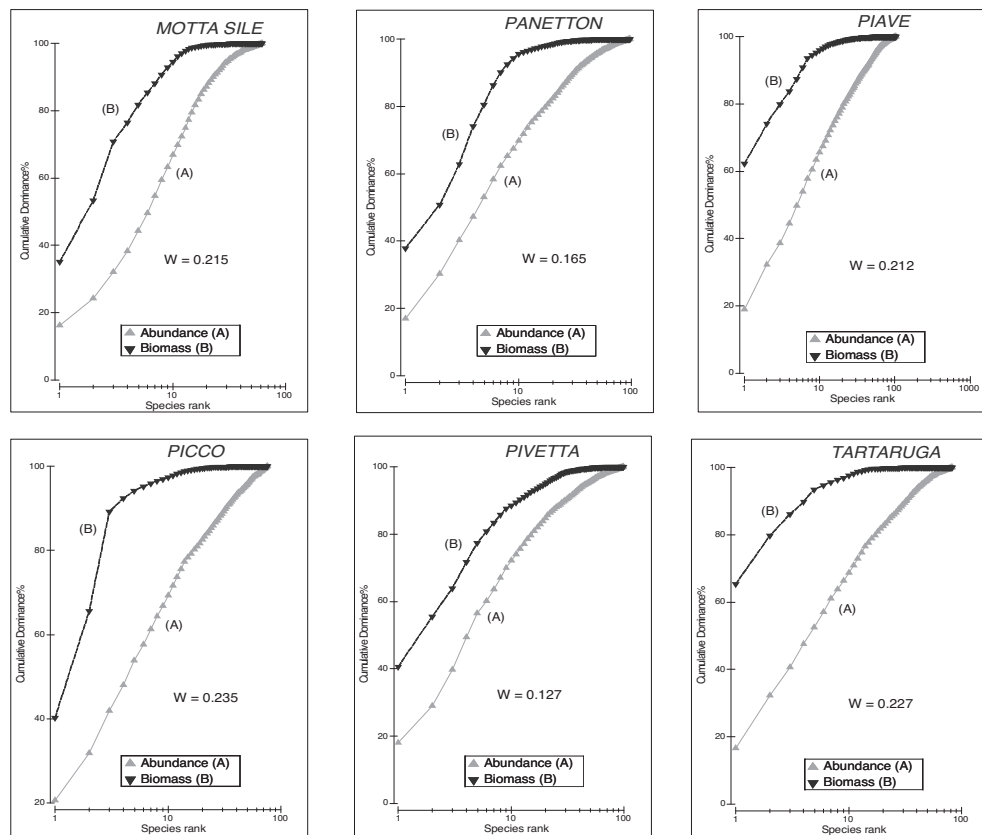 MOTTA SILE
100
80
60
40
20
0
Cumulative Dominance%
(B)
(A)
W = 0.215
Abundance (A)
Biomass (B)
1
10
100
Species rank
PANETTON
100
80
60
40
20
0
Cumulative Dominance%
(B)
(A)
W = 0.165
Abundance (A)
Biomass (B)
1
10
100
Species rank
PIAVE
100
80
60
40
20
0
Cumulative Dominance%
(B)
(A)
W = 0.212
Abundance (A)
Biomass (B)
1
10
100
1000
Species rank
PICCO
100
80
60
40
20
Cumulative Dominance%
(B)
(A)
W = 0.235
Abundance (A)
Biomass (B)
1
10
100
Species rank
PIVETTA
100
80
60
40
20
0
Cumulative Dominance%
(B)
(A)
W = 0.127
Abundance (A)
Biomass (B)
1
10
100
Species rank
TARTARUGA
100
80
60
40
20
0
Cumulative Dominance%
(B)
(A)
W = 0.227
Abundance (A)
Biomass (B)
1
10
100
Species rank